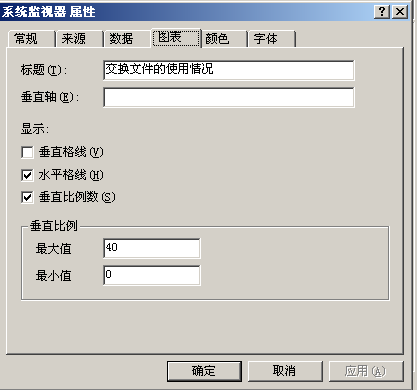 系统监视器 属性
常规 来源 数据 图表 颜色 字体
标题(T): 交换文件的使用情况
垂直轴(E):
显示:
垂直格线(V)
水平格线(H)
垂直比例数(S)
垂直比例
最大值 40
最小值 0
确定 取消 应用(A)